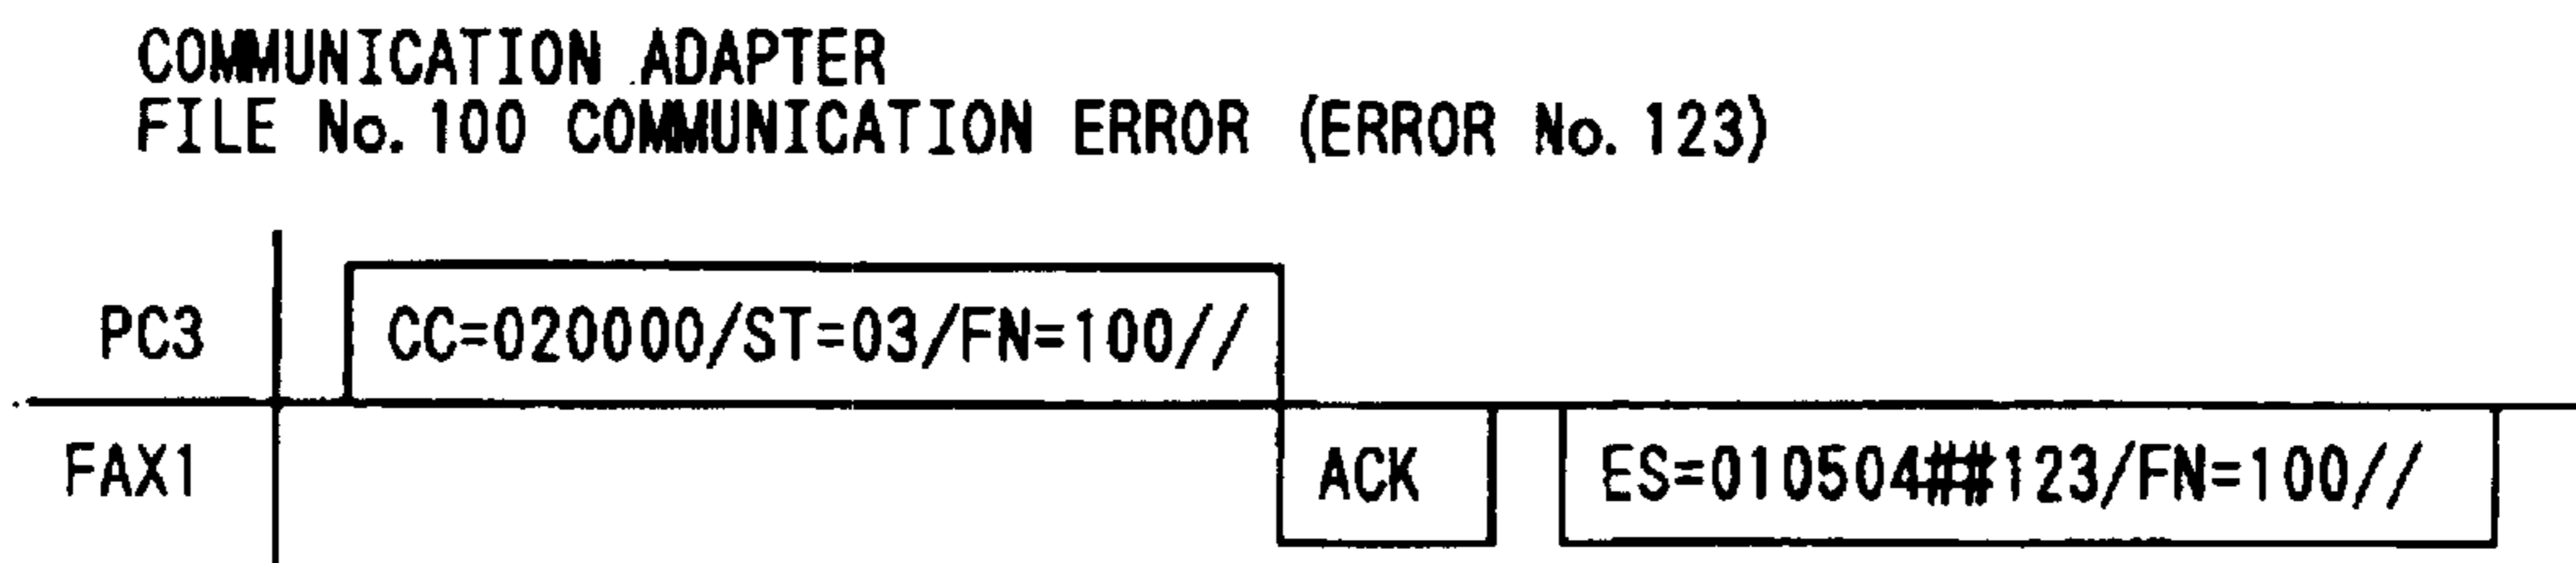 COMMUNICATION ADAPTER
FILE No. 100 COMMUNICATION ERROR (ERROR No. 123)
PC3 CC=020000/ST=03/FN=100//
FAX1 ACK ES=010504##123/FN=100//